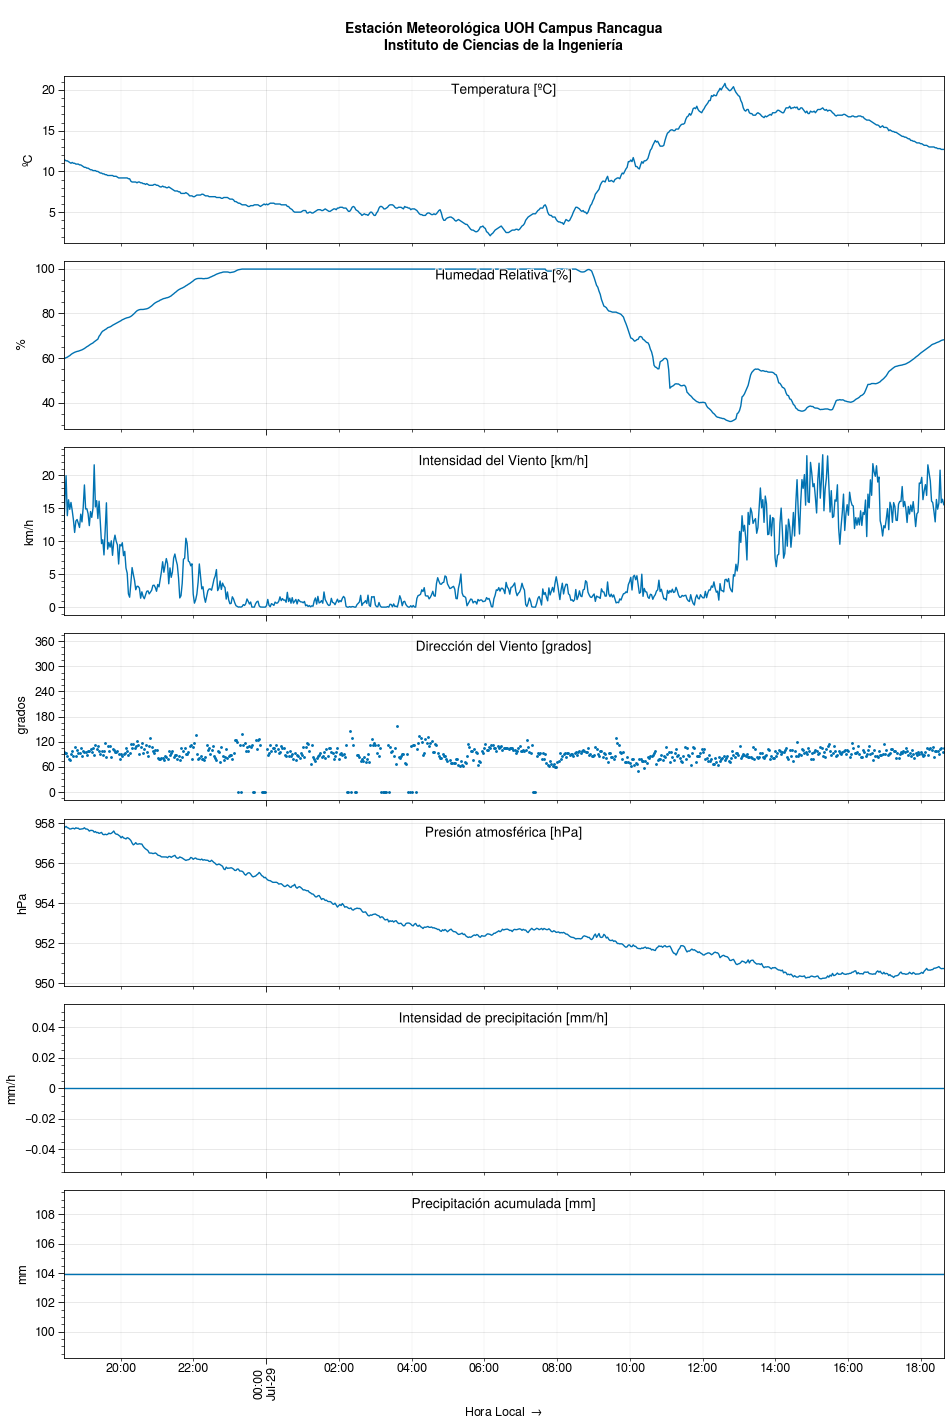 Estación Meteorológica UOH Campus Rancagua
Instituto de Ciencias de la Ingeniería
Temperatura [ºC]
ºC
20
15
10
5
Humedad Relativa [%]
%
100
80
60
40
Intensidad del Viento [km/h]
km/h
20
15
10
5
0
Dirección del Viento [grados]
grados
360
300
240
180
120
60
0
Presión atmosférica [hPa]
hPa
958
956
954
952
950
Intensidad de precipitación [mm/h]
mm/h
0.04
0.02
0
−0.02
−0.04
Precipitación acumulada [mm]
mm
108
106
104
102
100
20:00
22:00
00:00
Jul-29
02:00
04:00
06:00
08:00
10:00
12:00
14:00
16:00
18:00
Hora Local →